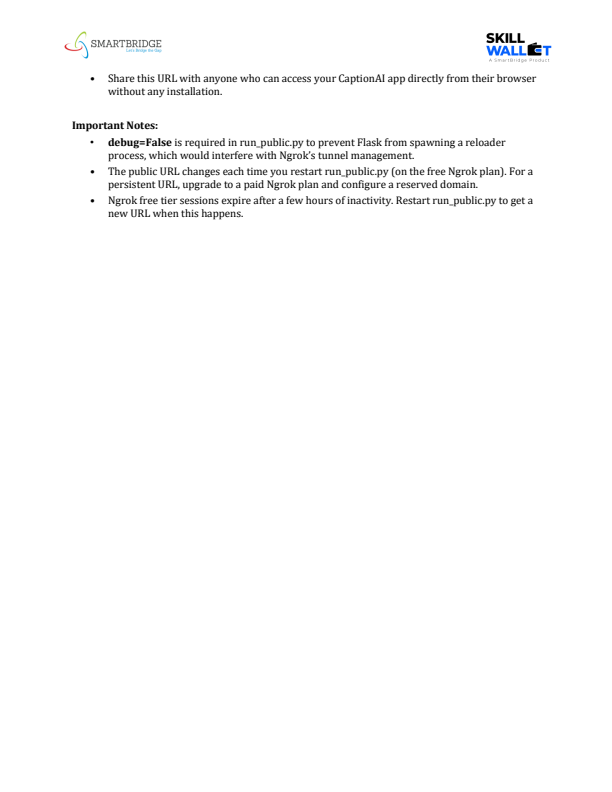 SMARTBRIDGE
Let's Bridge the Gap
SKILL
WALLET
A SmartBridge Product
• Share this URL with anyone who can access your CaptionAI app directly from their browser
without any installation.
Important Notes:
• debug=False is required in run_public.py to prevent Flask from spawning a reloader
process, which would interfere with Ngrok's tunnel management.
• The public URL changes each time you restart run_public.py (on the free Ngrok plan). For a
persistent URL, upgrade to a paid Ngrok plan and configure a reserved domain.
• Ngrok free tier sessions expire after a few hours of inactivity. Restart run_public.py to get a
new URL when this happens.